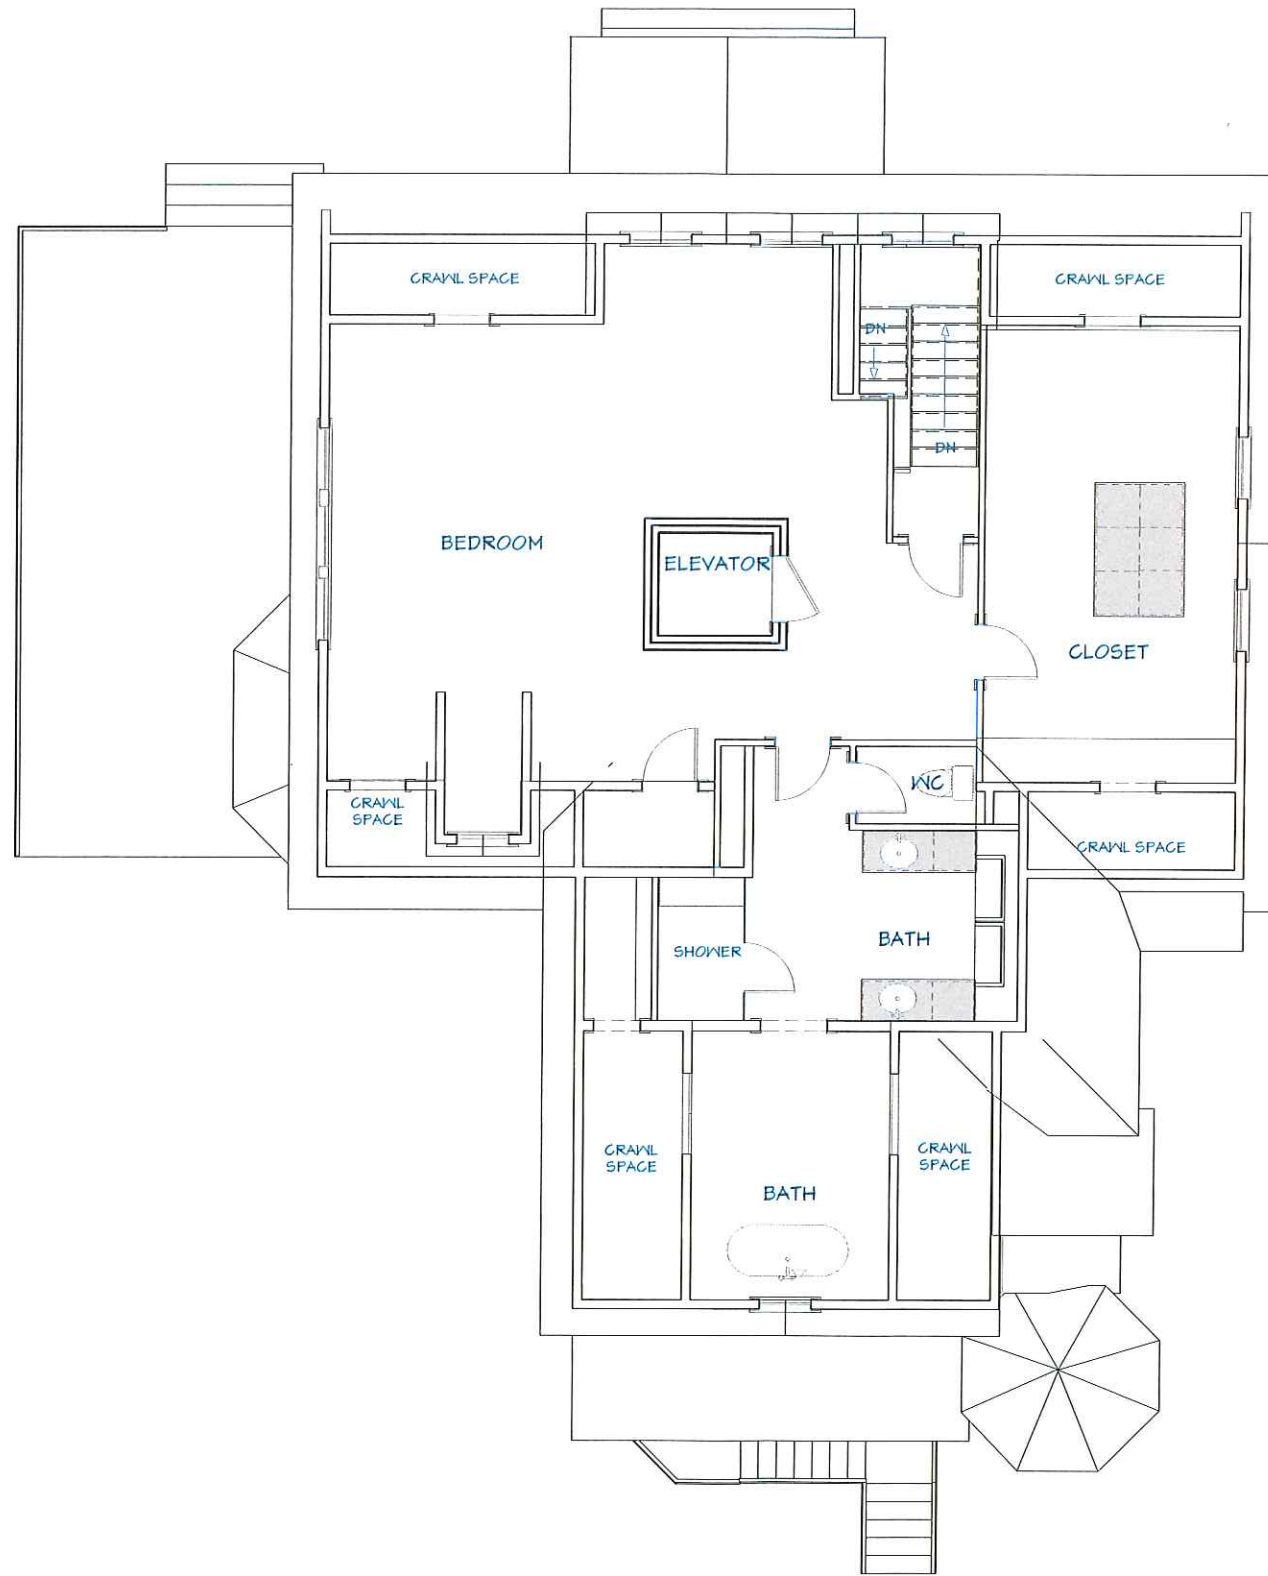 CRAWL SPACE
CRAWL SPACE
DN
DN
BEDROOM
ELEVATOR
CLOSET
WC
CRAWL
SPACE
CRAWL SPACE
BATH
SHOWER
CRAWL
SPACE
CRAWL
SPACE
BATH